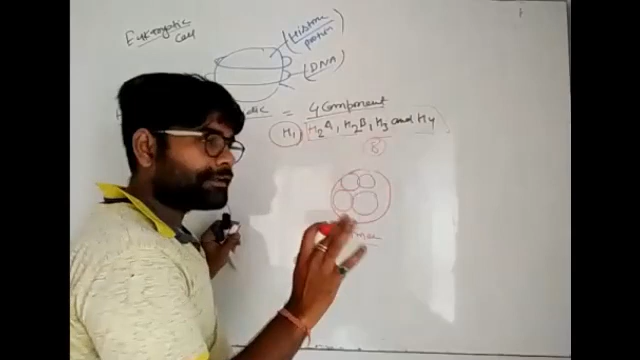 Eukaryotic
cell
(Histone
protein)
(DNA)
= 4 Component
H1, H2A, H2B, H3 and H4
8